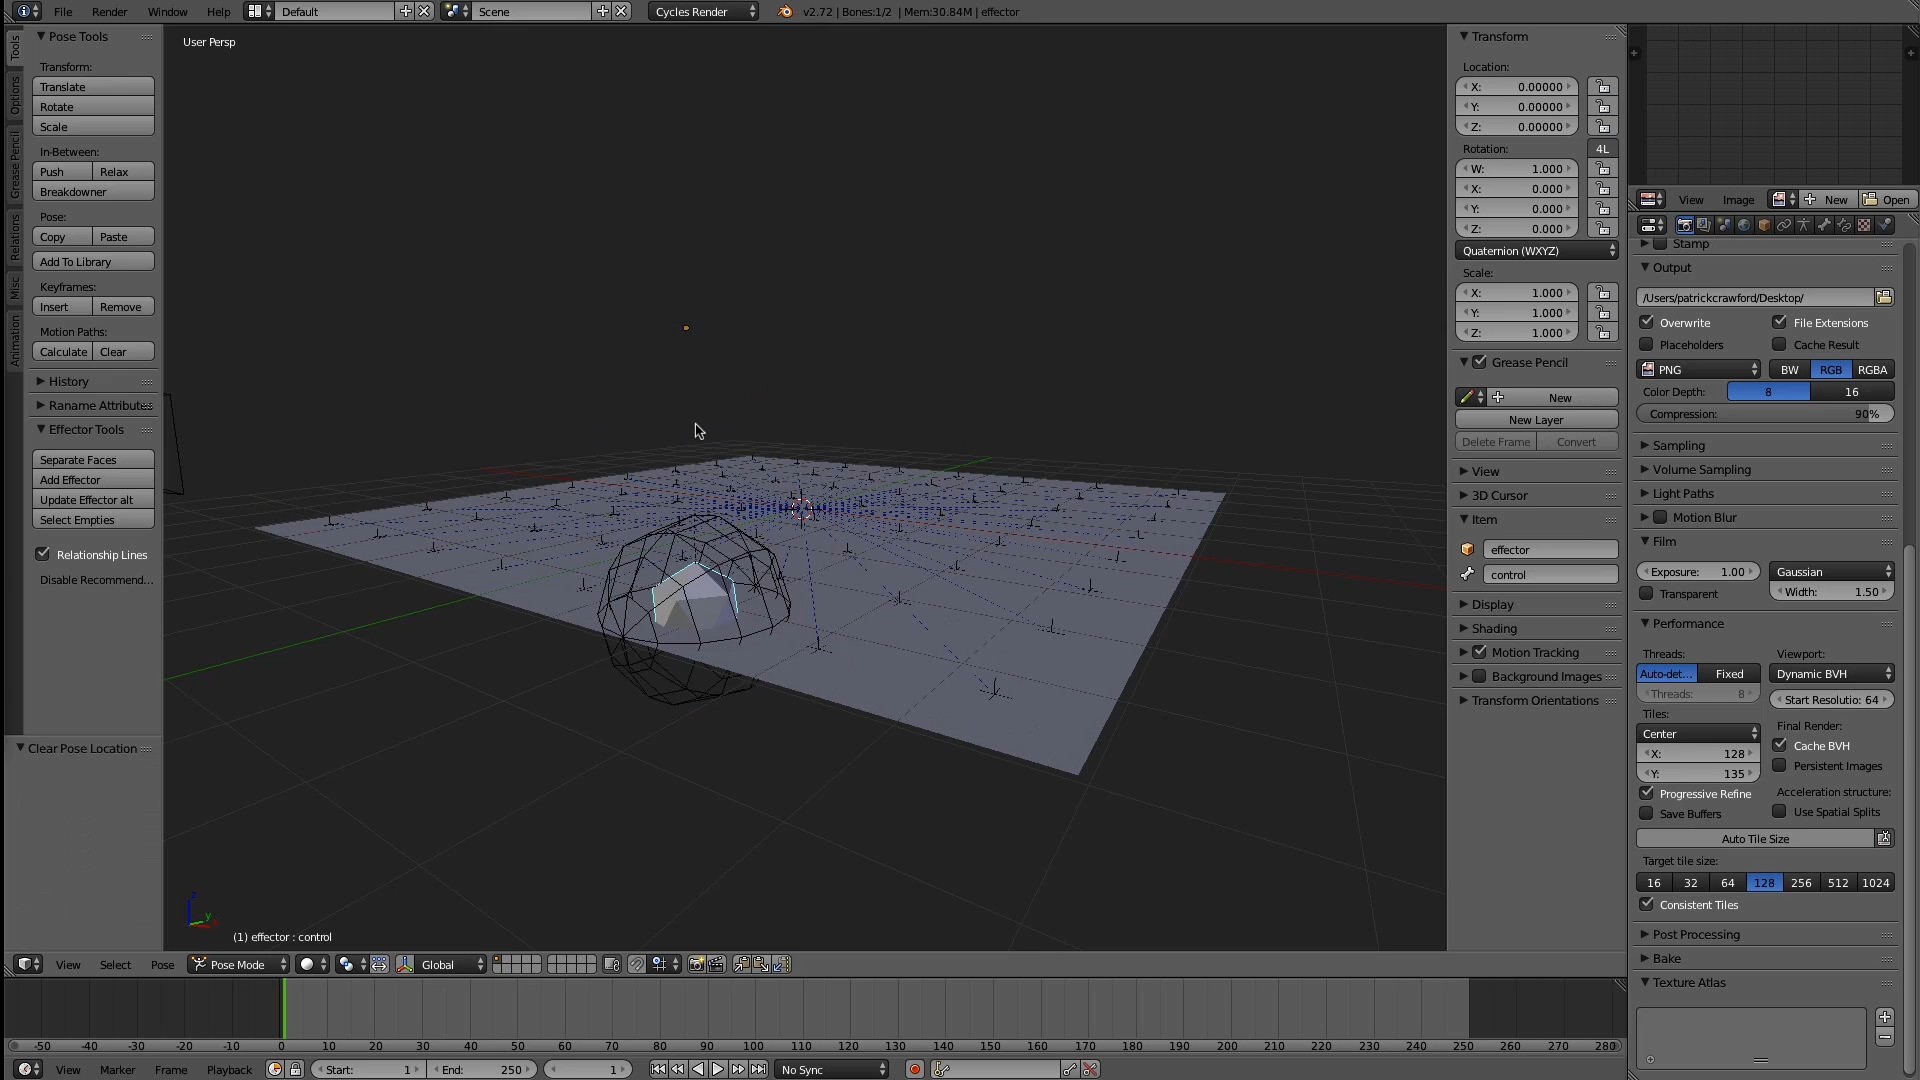 File Render Window Help Default Scene Cycles Render v2.72 | Bones:1/2 | Mem:30.84M | effector
Tools
Options
Grease Pencil
Relations
Misc
Animation
Pose Tools
Transform:
Translate
Rotate
Scale
In-Between:
Push Relax
Breakdowner
Pose:
Copy Paste
Add To Library
Keyframes:
Insert Remove
Motion Paths:
Calculate Clear
History
Raname Attributes
Effector Tools
Separate Faces
Add Effector
Update Effector alt
Select Empties
Relationship Lines
Disable Recommend...
Clear Pose Location
User Persp
z
y
(1) effector : control
View Select Pose Pose Mode Global
Transform
Location:
X: 0.00000
Y: 0.00000
Z: 0.00000
Rotation: 4L
W: 1.000
X: 0.000
Y: 0.000
Z: 0.000
Quaternion (WXYZ)
Scale:
X: 1.000
Y: 1.000
Z: 1.000
Grease Pencil
New
New Layer
Delete Frame Convert
View
3D Cursor
Item
effector
control
Display
Shading
Motion Tracking
Background Images
Transform Orientations
View Image New Open
Stamp
Output
/Users/patrickcrawford/Desktop/
Overwrite File Extensions
Placeholders Cache Result
PNG BW RGB RGBA
Color Depth: 8 16
Compression: 90%
Sampling
Volume Sampling
Light Paths
Motion Blur
Film
Exposure: 1.00 Gaussian
Transparent Width: 1.50
Performance
Threads: Viewport:
Auto-det... Fixed Dynamic BVH
Threads: 8 Start Resolutio: 64
Tiles: Final Render:
Center Cache BVH
X: 128 Persistent Images
Y: 135
Progressive Refine Acceleration structure:
Save Buffers Use Spatial Splits
Auto Tile Size
Target tile size:
16 32 64 128 256 512 1024
Consistent Tiles
Post Processing
Bake
Texture Atlas
-50 -40 -30 -20 -10 0 10 20 30 40 50 60 70 80 90 100 110 120 130 140 150 160 170 180 190 200 210 220 230 240 250 260 270 280
View Marker Frame Playback Start: 1 End: 250 1 No Sync